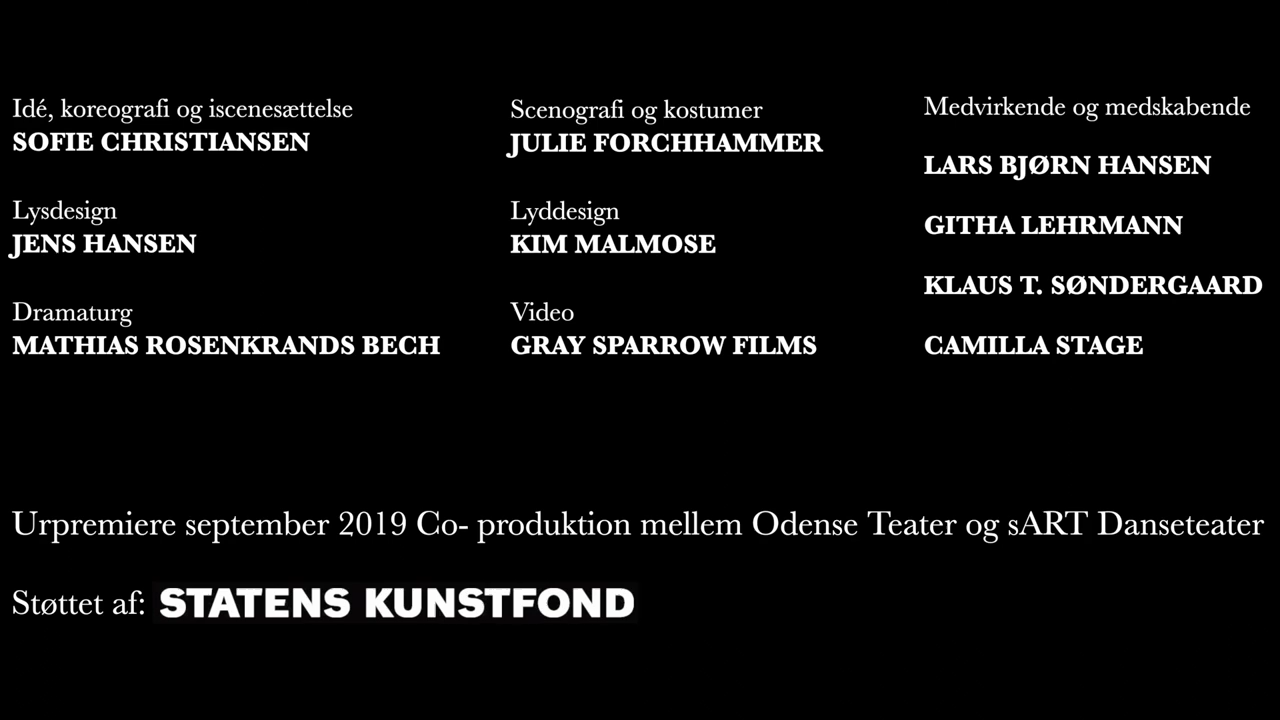 Idé, koreografi og iscenesættelse
SOFIE CHRISTIANSEN
Lysdesign
JENS HANSEN
Dramaturg
MATHIAS ROSENKRANDS BECH
Scenografi og kostumer
JULIE FORCHHAMMER
Lyddesign
KIM MALMOSE
Video
GRAY SPARROW FILMS
Medvirkende og medskabende
LARS BJØRN HANSEN
GITHA LEHRMANN
KLAUS T. SØNDERGAARD
CAMILLA STAGE
Urpremiere september 2019 Co- produktion mellem Odense Teater og sART Danseteater
Støttet af: STATENS KUNSTFOND